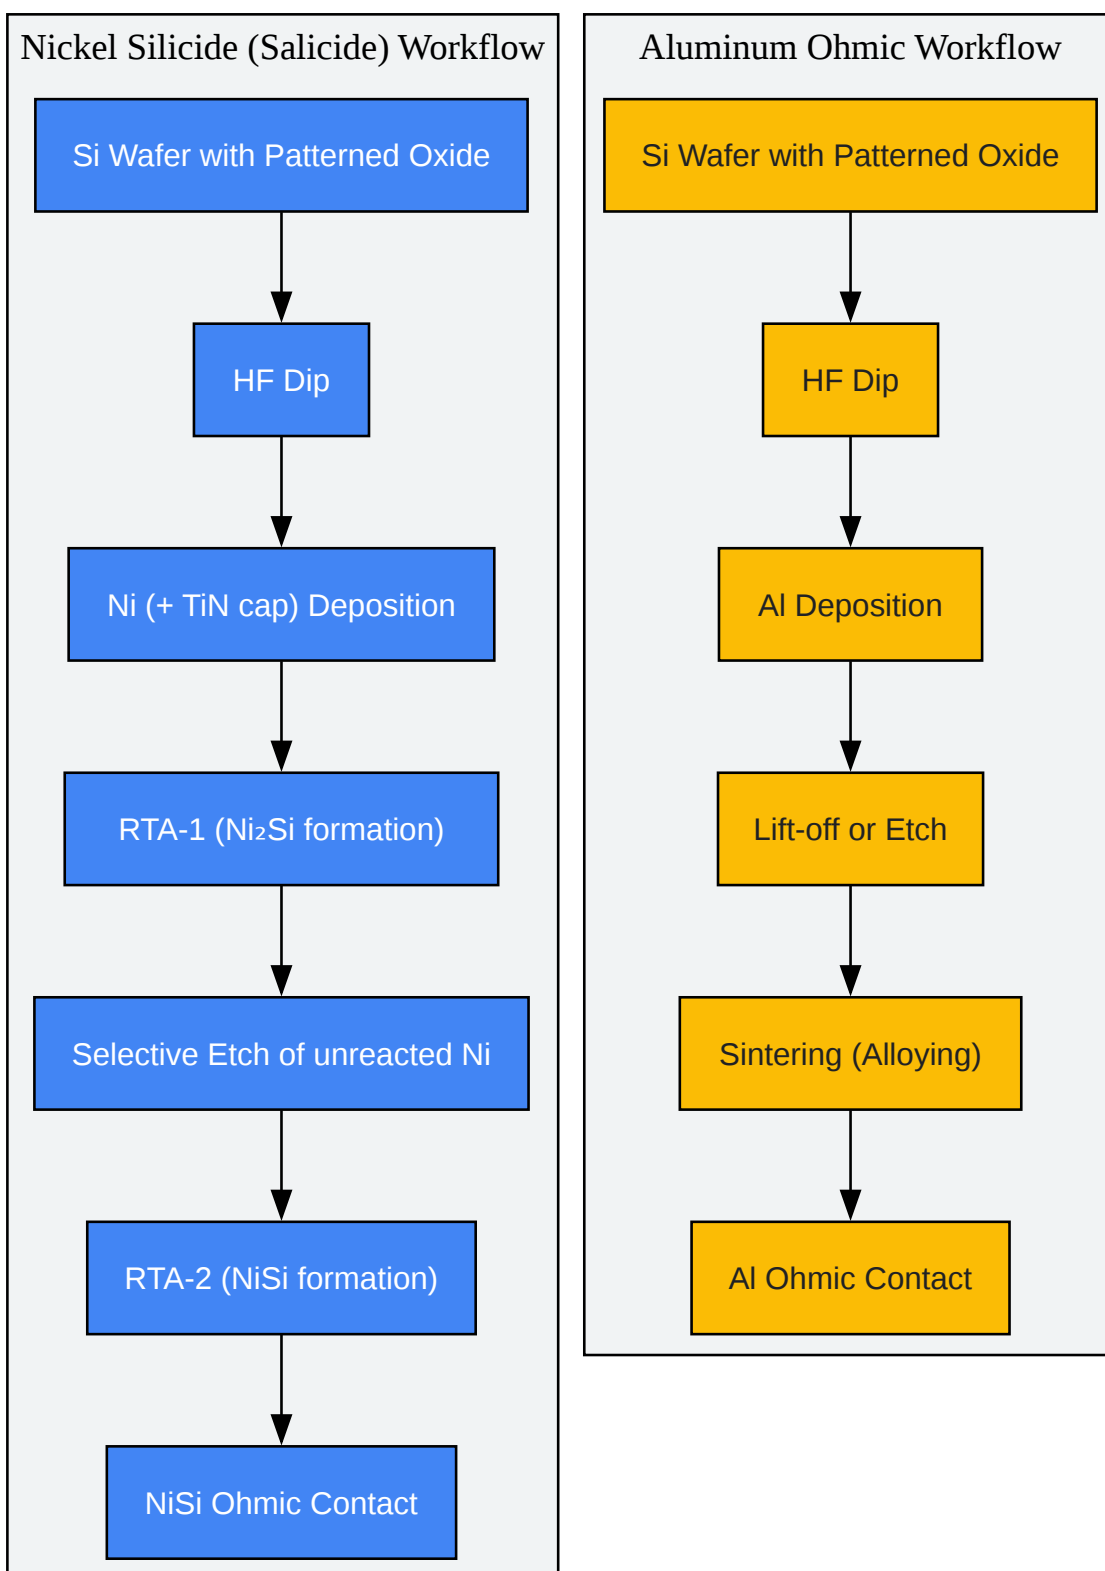 Nickel Silicide (Salicide) Workflow
Si Wafer with Patterned Oxide
HF Dip
Ni (+ TiN cap) Deposition
RTA-1 (Ni₂Si formation)
Selective Etch of unreacted Ni
RTA-2 (NiSi formation)
NiSi Ohmic Contact
Aluminum Ohmic Workflow
Si Wafer with Patterned Oxide
HF Dip
Al Deposition
Lift-off or Etch
Sintering (Alloying)
Al Ohmic Contact